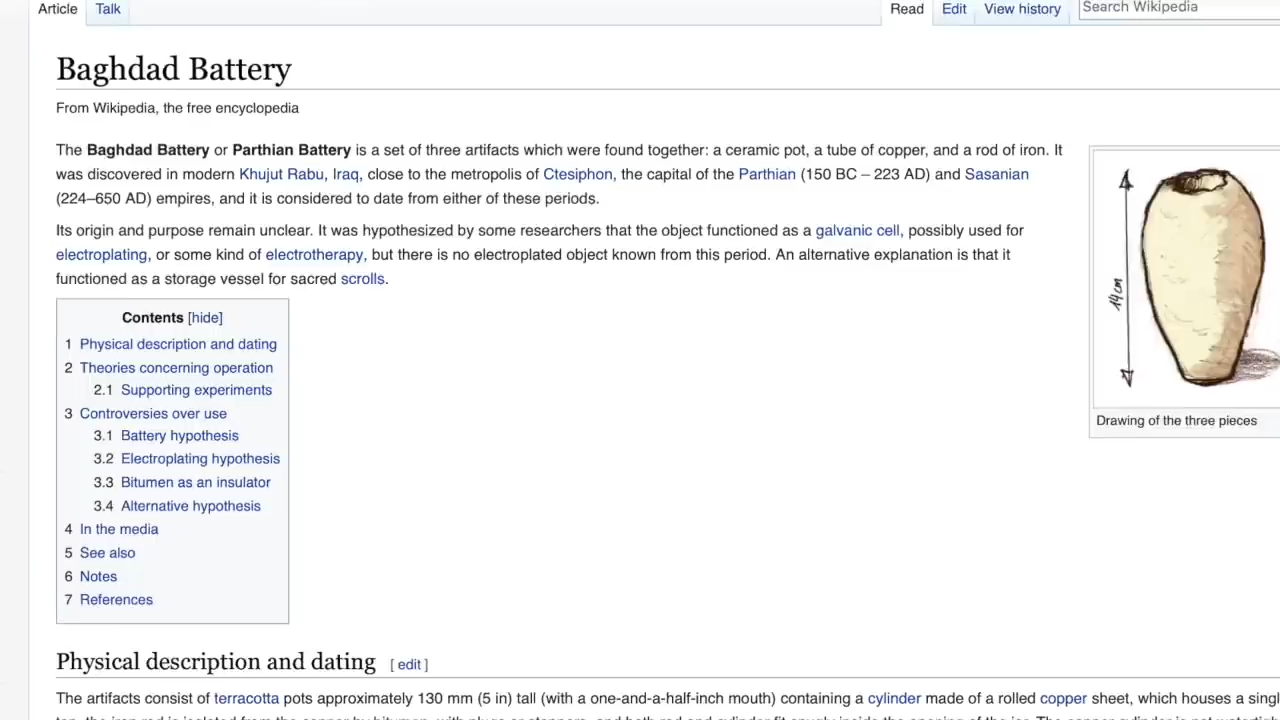 Article Talk Read Edit View history Search Wikipedia
Baghdad Battery
From Wikipedia, the free encyclopedia
The Baghdad Battery or Parthian Battery is a set of three artifacts which were found together: a ceramic pot, a tube of copper, and a rod of iron. It
was discovered in modern Khujut Rabu, Iraq, close to the metropolis of Ctesiphon, the capital of the Parthian (150 BC – 223 AD) and Sasanian
(224–650 AD) empires, and it is considered to date from either of these periods.
Its origin and purpose remain unclear. It was hypothesized by some researchers that the object functioned as a galvanic cell, possibly used for
electroplating, or some kind of electrotherapy, but there is no electroplated object known from this period. An alternative explanation is that it
functioned as a storage vessel for sacred scrolls.
14cm
Drawing of the three pieces
Contents [hide]
1 Physical description and dating
2 Theories concerning operation
2.1 Supporting experiments
3 Controversies over use
3.1 Battery hypothesis
3.2 Electroplating hypothesis
3.3 Bitumen as an insulator
3.4 Alternative hypothesis
4 In the media
5 See also
6 Notes
7 References
Physical description and dating [ edit ]
The artifacts consist of terracotta pots approximately 130 mm (5 in) tall (with a one-and-a-half-inch mouth) containing a cylinder made of a rolled copper sheet, which houses a